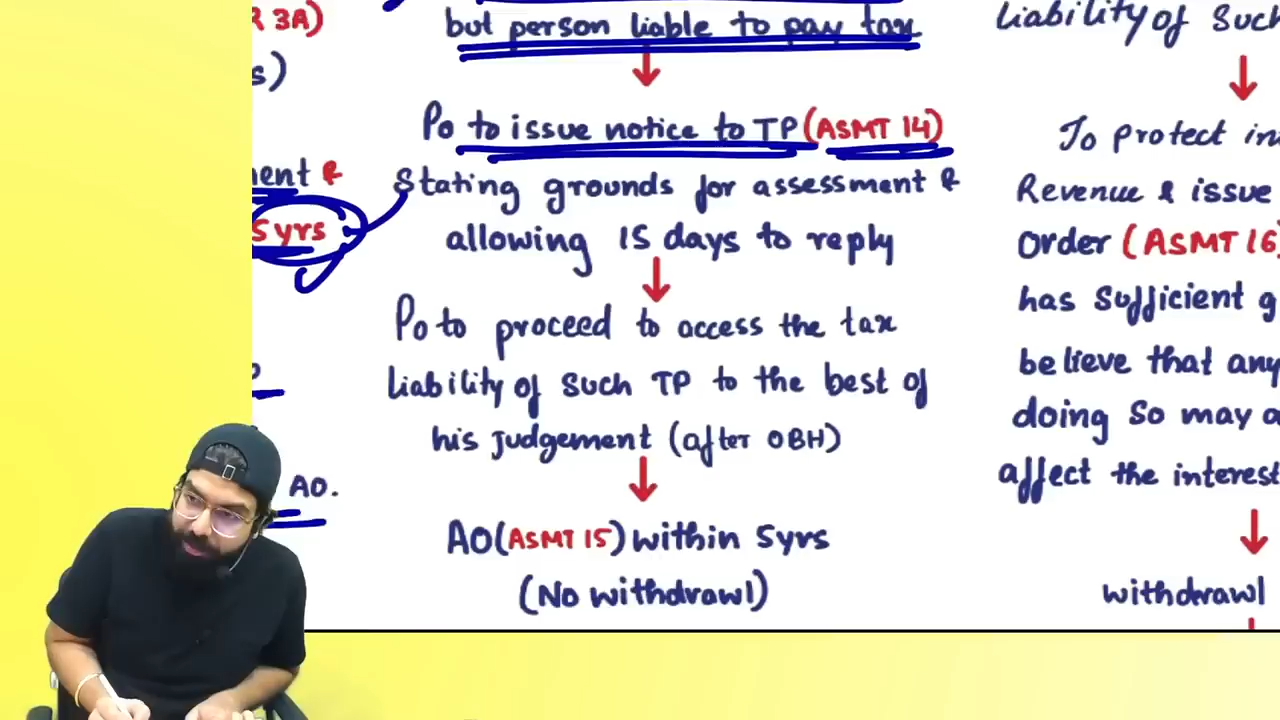 R 3A)
s)
ment &
5 yrs
AO.
but person liable to pay tax
Po to issue notice to TP (ASMT 14)
Stating grounds for assessment &
allowing 15 days to reply
Po to proceed to access the tax
liability of such TP to the best of
his judgement (after OBH)
AO (ASMT 15) within 5yrs
(No withdrawl)
liability of Such
To protect in
Revenue & issue
Order (ASMT 16)
has sufficient g
believe that any
doing So may a
affect the interest
withdrawl